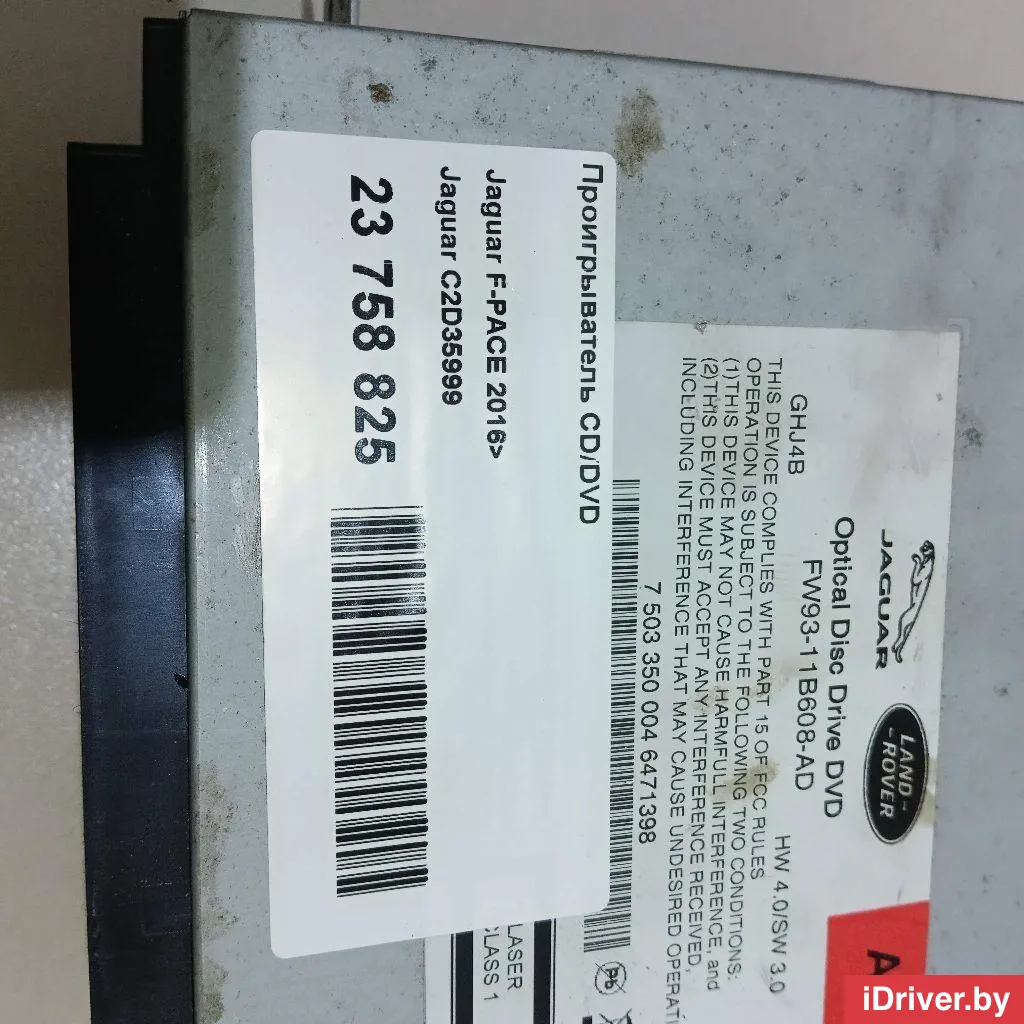 Проигрыватель CD/DVD
Jaguar F-PACE 2016>
Jaguar C2D35999
23 758 825
JAGUAR
LAND-
-ROVER
Optical Disc Drive DVD
FW93-11B608-AD
GHJ4B
HW 4.0/SW 3.0
THIS DEVICE COMPLIES WITH PART 15 OF FCC RULES
OPERATION IS SUBJECT TO THE FOLLOWING TWO CONDITIONS:
(1)THIS DEVICE MAY NOT CAUSE HARMFULL INTERFERENCE, and
(2)THIS DEVICE MUST ACCEPT ANY INTERFERENCE RECEIVED,
INCLUDING INTERFERENCE THAT MAY CAUSE UNDESIRED OPERATI
7 503 350 004 6471398
Pb
LASER
CLASS 1
A
iDriver.by